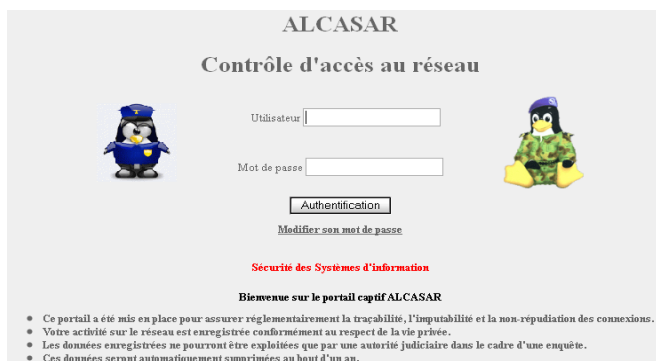 ALCASAR
Contrôle d'accès au réseau
Utilisateur
Mot de passe
Authentification
Modifier son mot de passe
Sécurité des Systèmes d'information
Bienvenue sur le portail captif ALCASAR
• Ce portail a été mis en place pour assurer réglementairement la traçabilité, l'imputabilité et la non-répudiation des connexions.
• Votre activité sur le réseau est enregistrée conformément au respect de la vie privée.
• Les données enregistrées ne pourront être exploitées que par une autorité judiciaire dans le cadre d'une enquête.
• Ces données seront automatiquement supprimées au bout d'un an.